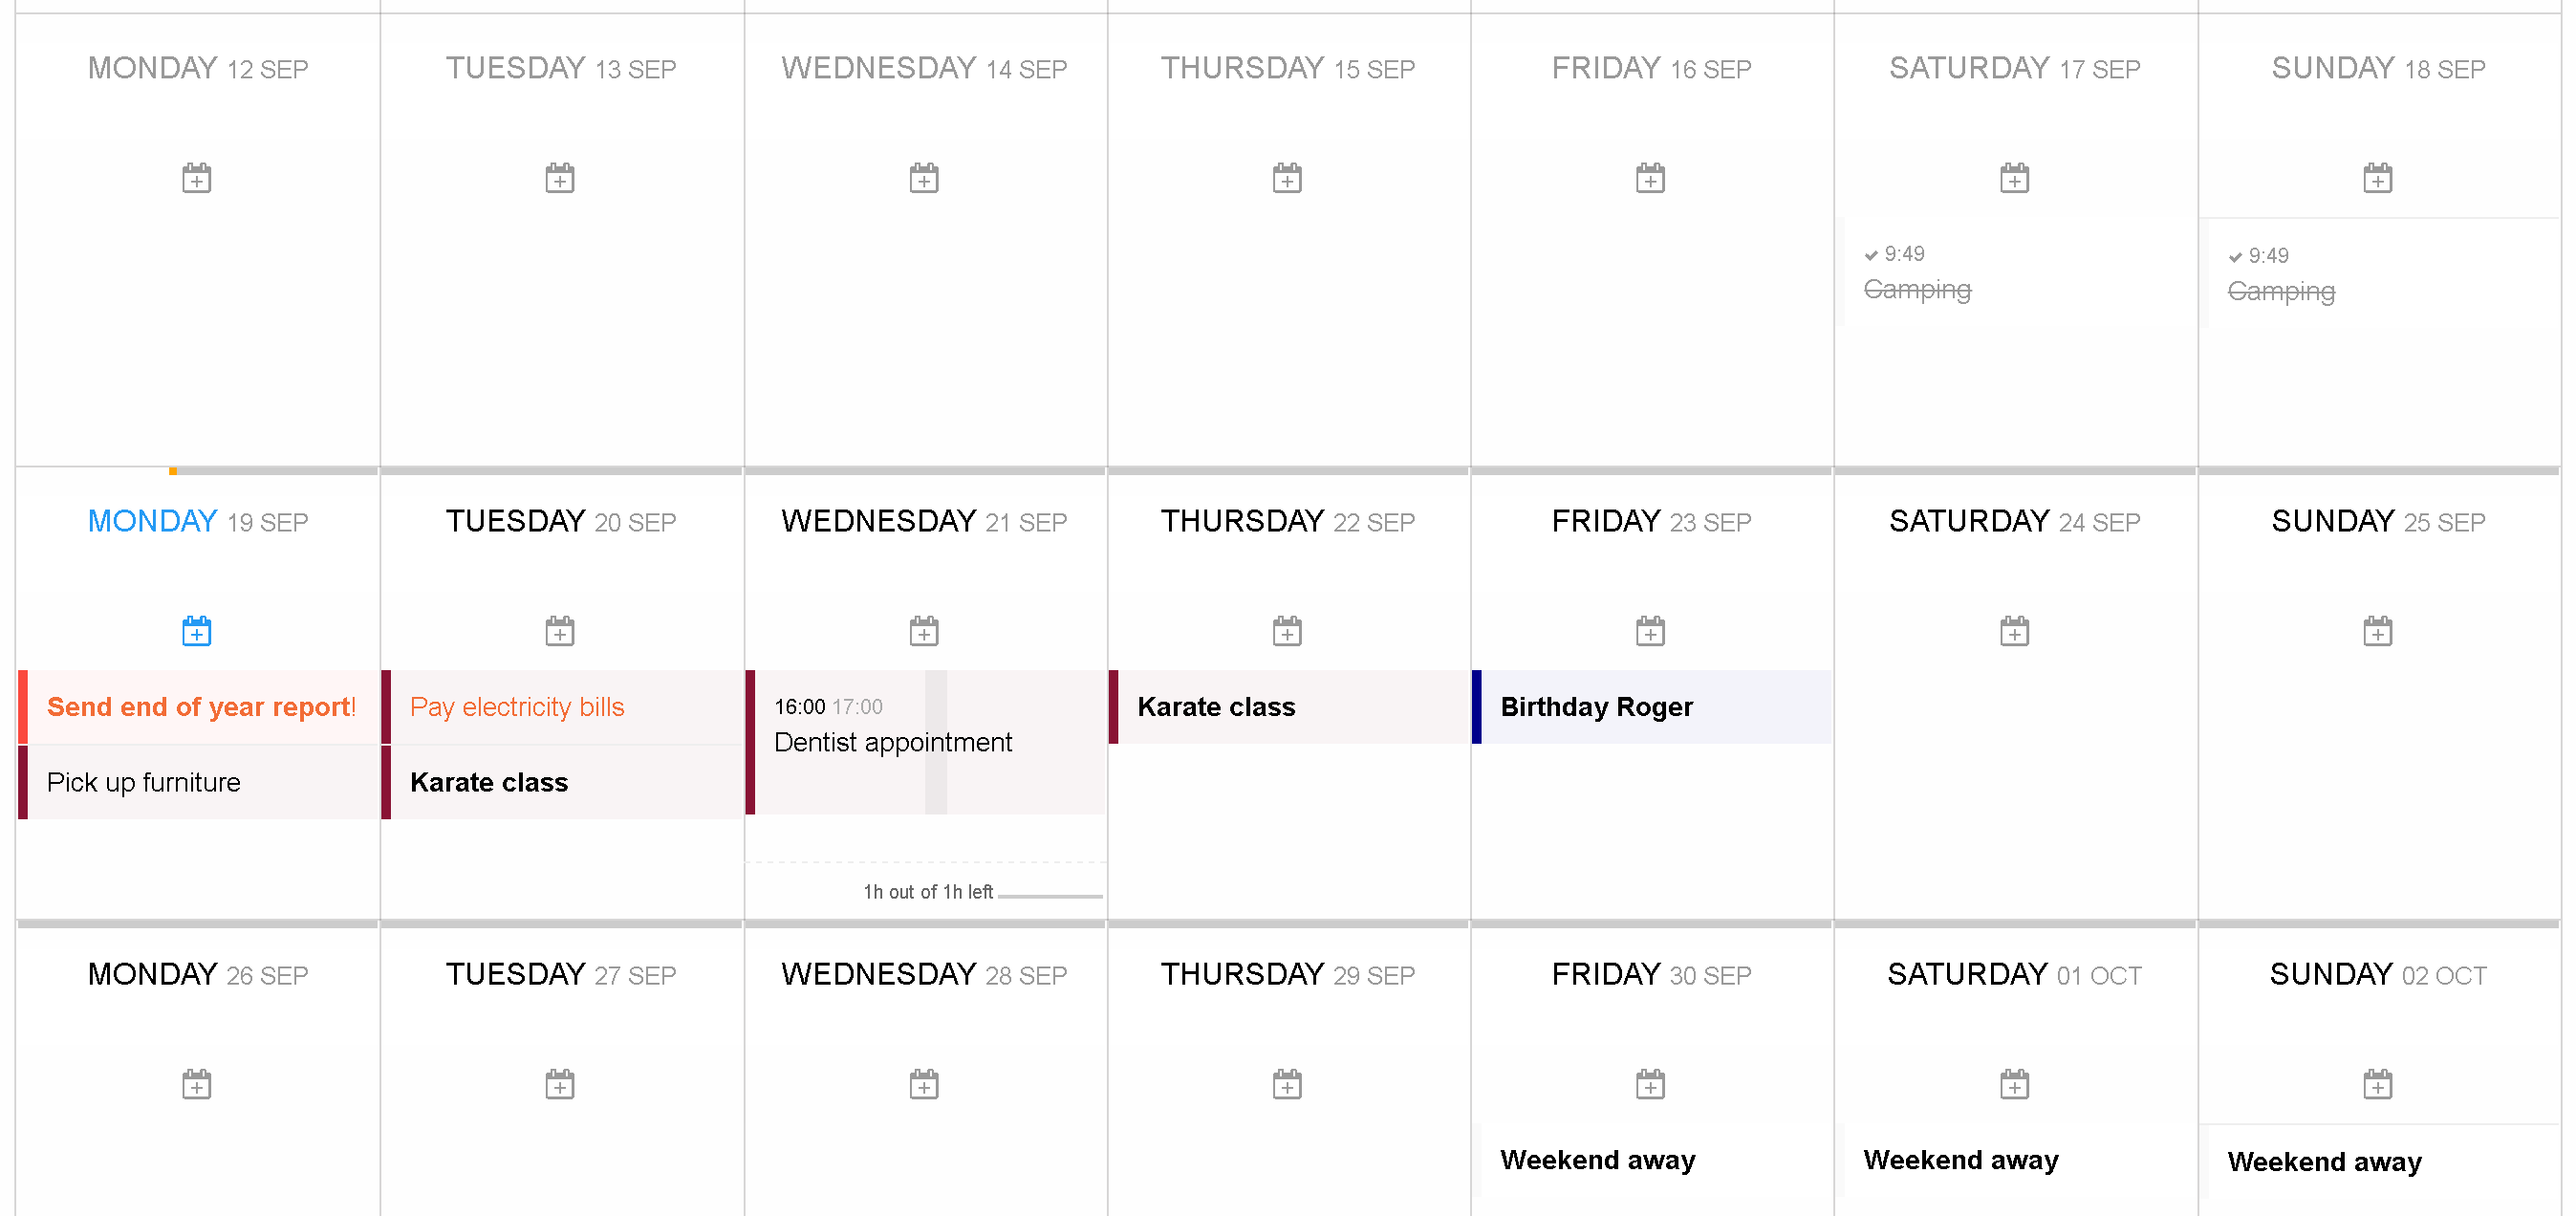 MONDAY 12 SEP
TUESDAY 13 SEP
WEDNESDAY 14 SEP
THURSDAY 15 SEP
FRIDAY 16 SEP
SATURDAY 17 SEP
SUNDAY 18 SEP
9:49
Camping
9:49
Camping
MONDAY 19 SEP
TUESDAY 20 SEP
WEDNESDAY 21 SEP
THURSDAY 22 SEP
FRIDAY 23 SEP
SATURDAY 24 SEP
SUNDAY 25 SEP
Send end of year report!
Pick up furniture
Pay electricity bills
Karate class
16:00 17:00
Dentist appointment
1h out of 1h left
Karate class
Birthday Roger
MONDAY 26 SEP
TUESDAY 27 SEP
WEDNESDAY 28 SEP
THURSDAY 29 SEP
FRIDAY 30 SEP
SATURDAY 01 OCT
SUNDAY 02 OCT
Weekend away
Weekend away
Weekend away